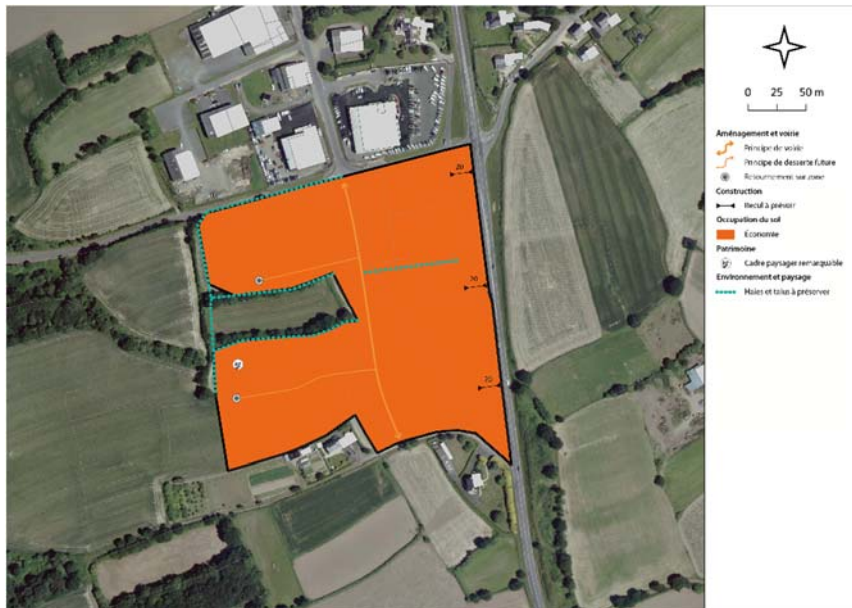 0 25 50 m
Aménagement et voirie
Principe de voirie
Principe de desserte future
Retournement sur zone
Construction
Recul à prévoir
Occupation du sol
Économie
Patrimoine
Cadre paysager remarquable
Environnement et paysage
Haies et talus à préserver
20